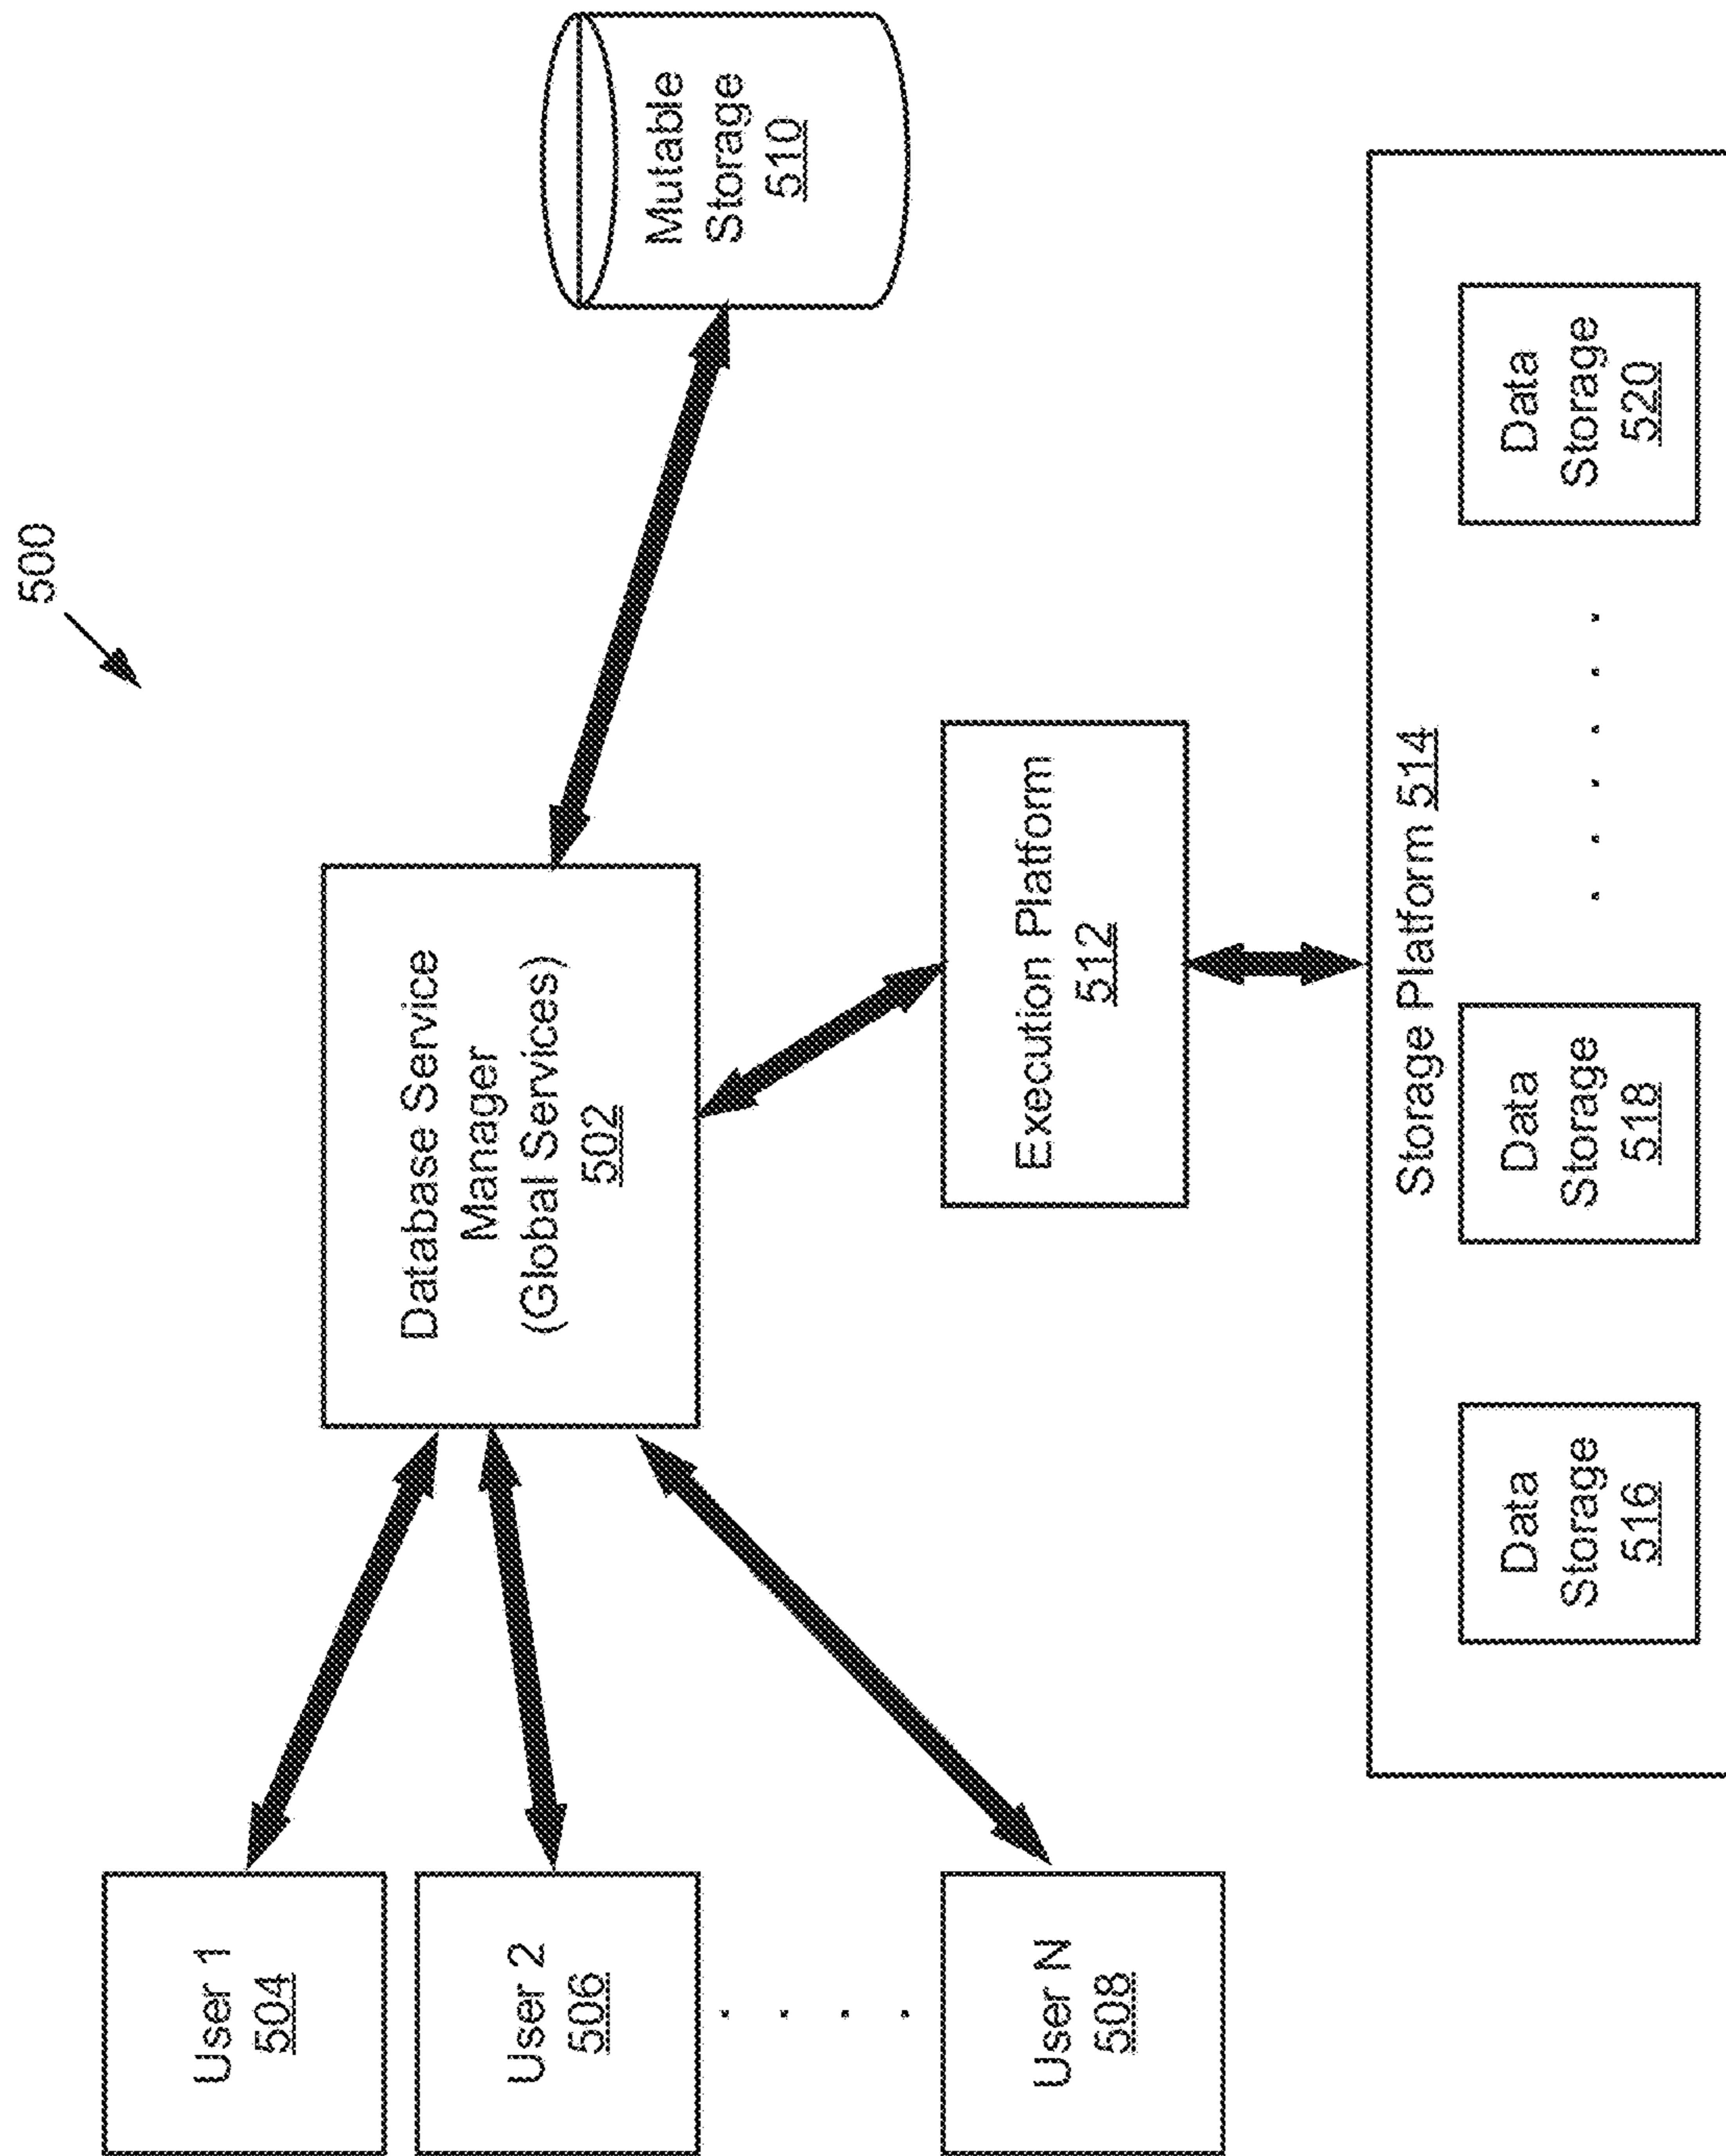 500
User 1
504
User 2
506
User N
508
Database Service
Manager
(Global Services)
502
Mutable
Storage
510
Execution Platform
512
Storage Platform 514
Data
Storage
516
Data
Storage
518
Data
Storage
520